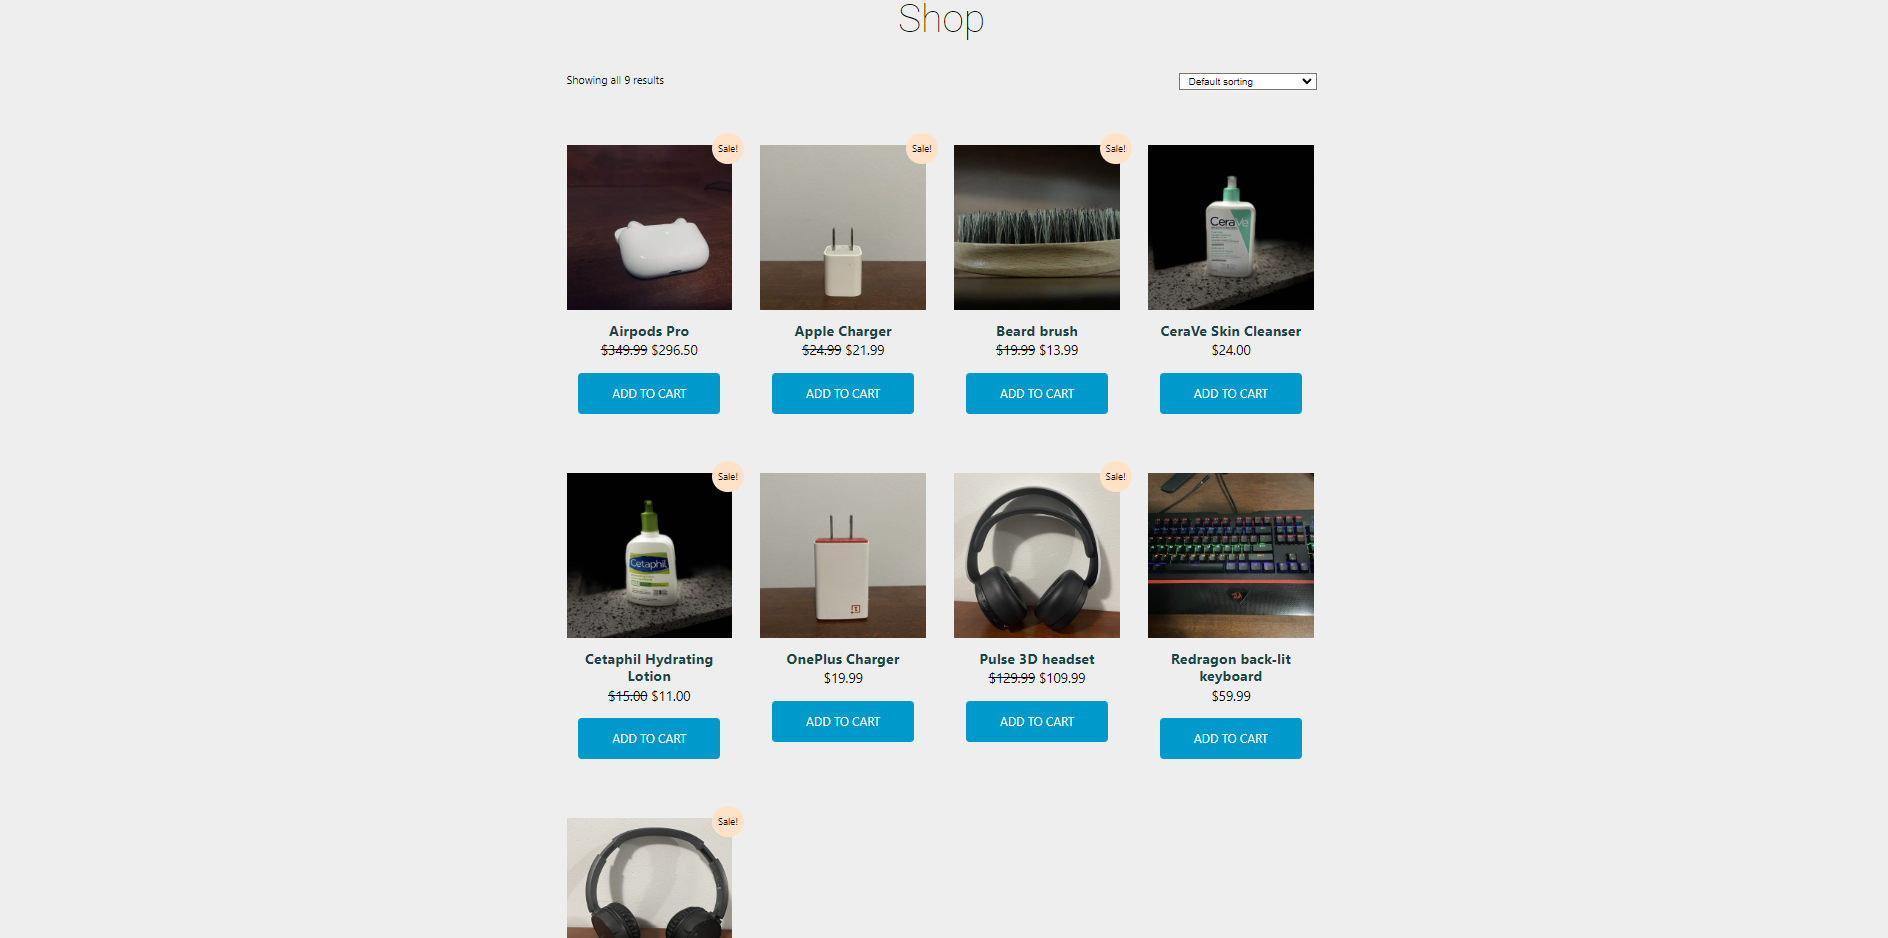 Shop
Showing all 9 results
Default sorting
Sale!
Sale!
Sale!
CeraVe
Airpods Pro
Apple Charger
Beard brush
CeraVe Skin Cleanser
$349.99 $296.50
$24.99 $21.99
$19.99 $13.99
$24.00
ADD TO CART
ADD TO CART
ADD TO CART
ADD TO CART
Sale!
Sale!
Cetaphil
Cetaphil Hydrating
Lotion
$15.00 $11.00
ADD TO CART
OnePlus Charger
$19.99
ADD TO CART
Pulse 3D headset
$129.99 $109.99
ADD TO CART
Redragon back-lit
keyboard
$59.99
ADD TO CART
Sale!